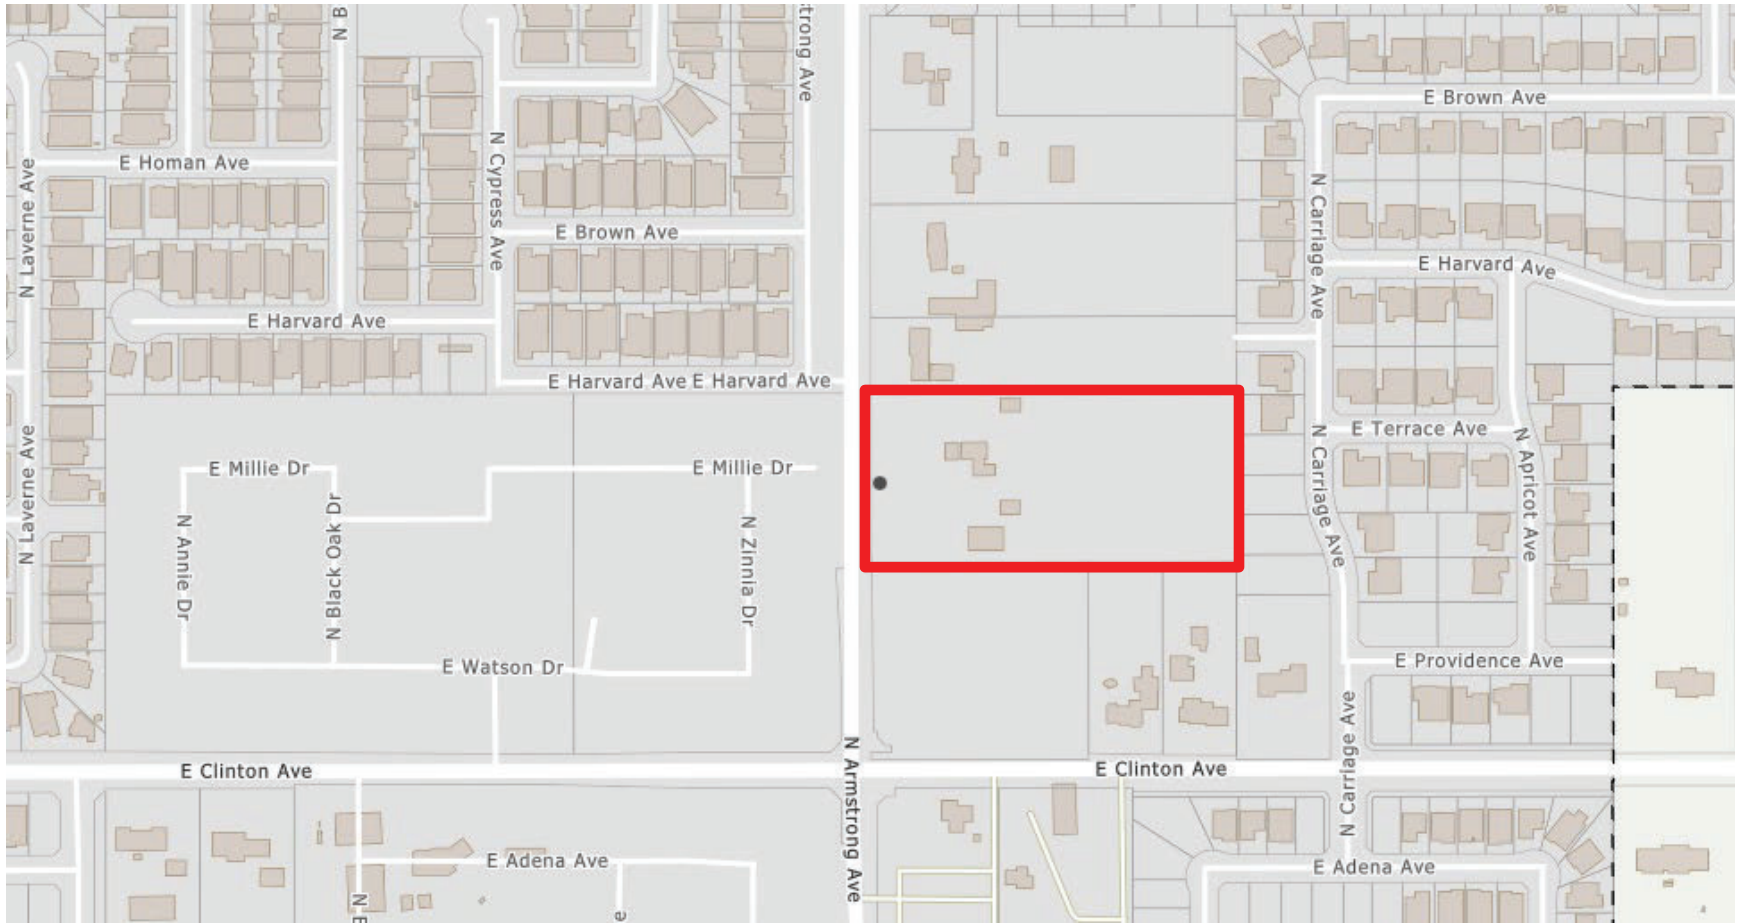 N B
strong Ave
E Brown Ave
E Homan Ave
N Laverne Ave
N Cypress Ave
N Carriage Ave
E Brown Ave
E Harvard Ave
E Harvard Ave
E Harvard Ave E Harvard Ave
E Terrace Ave
E Millie Dr
E Millie Dr
N Laverne Ave
N Annie Dr
N Black Oak Dr
N Zinnia Dr
N Carriage Ave
N Apricot Ave
E Watson Dr
E Providence Ave
N Carriage Ave
E Clinton Ave
E Clinton Ave
N Armstrong Ave
E Adena Ave
E Adena Ave
N E
e